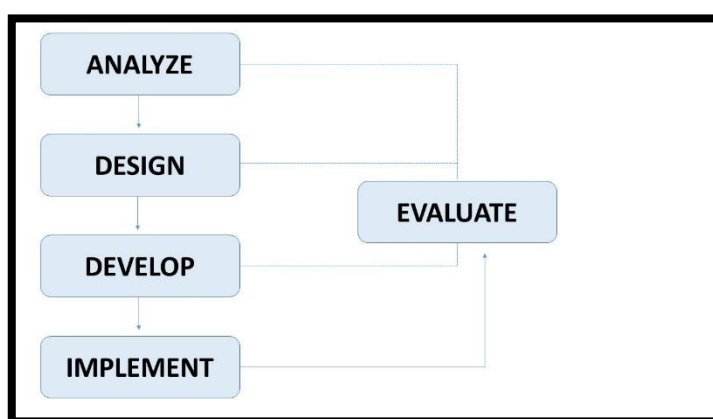 ANALYZE
DESIGN
EVALUATE
DEVELOP
IMPLEMENT